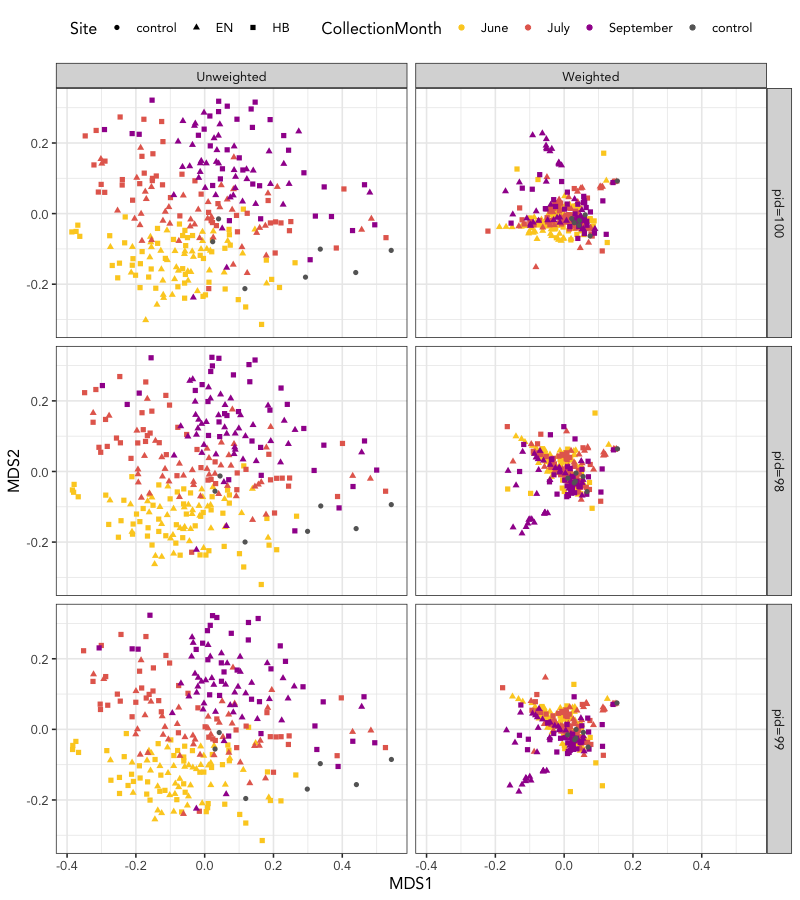 Site control EN HB CollectionMonth June July September control
Unweighted Weighted
0.2
0.0
-0.2
pid=100
0.2
0.0
-0.2
pid=98
MDS2
0.2
0.0
-0.2
pid=99
-0.4 -0.2 0.0 0.2 0.4 -0.4 -0.2 0.0 0.2 0.4
MDS1